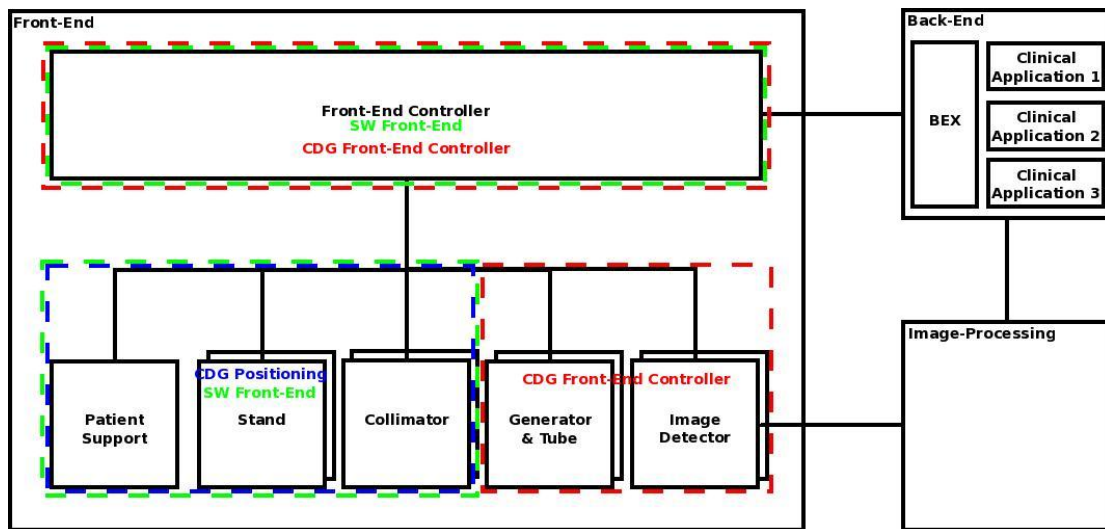 Front-End
Front-End Controller
SW Front-End
CDG Front-End Controller
Back-End
BEX
Clinical
Application 1
Clinical
Application 2
Clinical
Application 3
CDG Positioning
SW Front-End
CDG Front-End Controller
Patient
Support
Stand
Collimator
Generator
& Tube
Image
Detector
Image-Processing